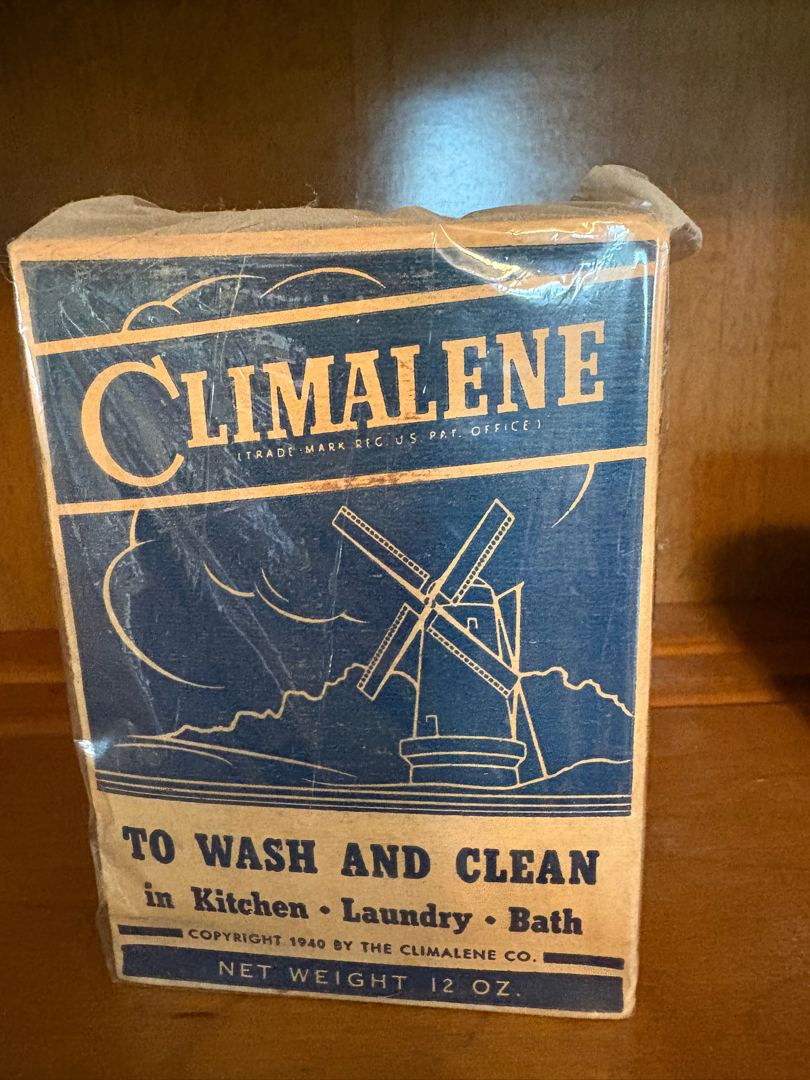 CLIMALENE
(TRADE MARK REG. U S PAT. OFFICE)
TO WASH AND CLEAN
in Kitchen • Laundry • Bath
COPYRIGHT 1940 BY THE CLIMALENE CO.
NET WEIGHT 12 OZ.